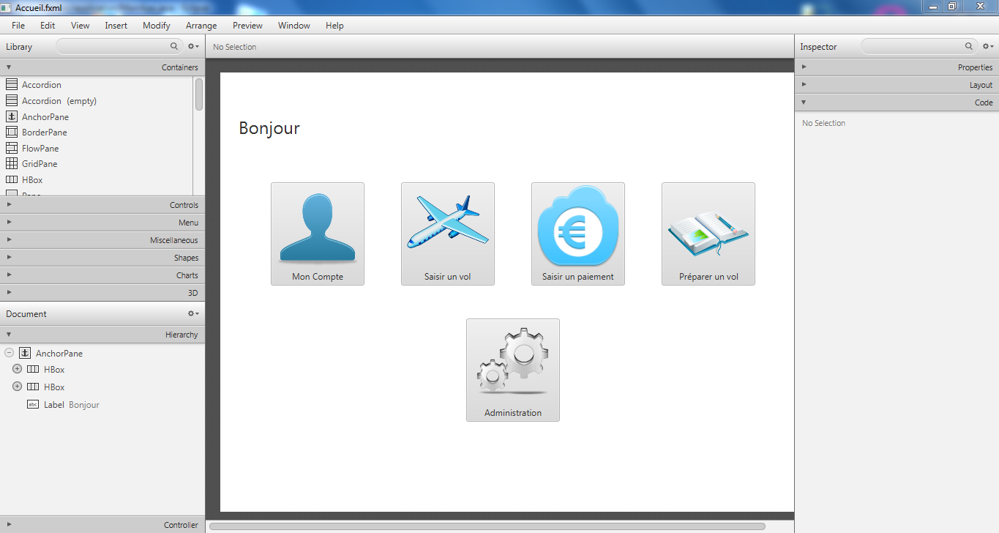 Accueil.fxml
File Edit View Insert Modify Arrange Preview Window Help
Library
No Selection
Inspector
Containers
Accordion
Accordion (empty)
AnchorPane
BorderPane
FlowPane
GridPane
HBox
Controls
Menu
Miscellaneous
Shapes
Charts
3D
Document
Hierarchy
AnchorPane
HBox
HBox
abc Label Bonjour
Controller
Bonjour
Mon Compte
Saisir un vol
€
Saisir un paiement
Préparer un vol
Administration
Properties
Layout
Code
No Selection